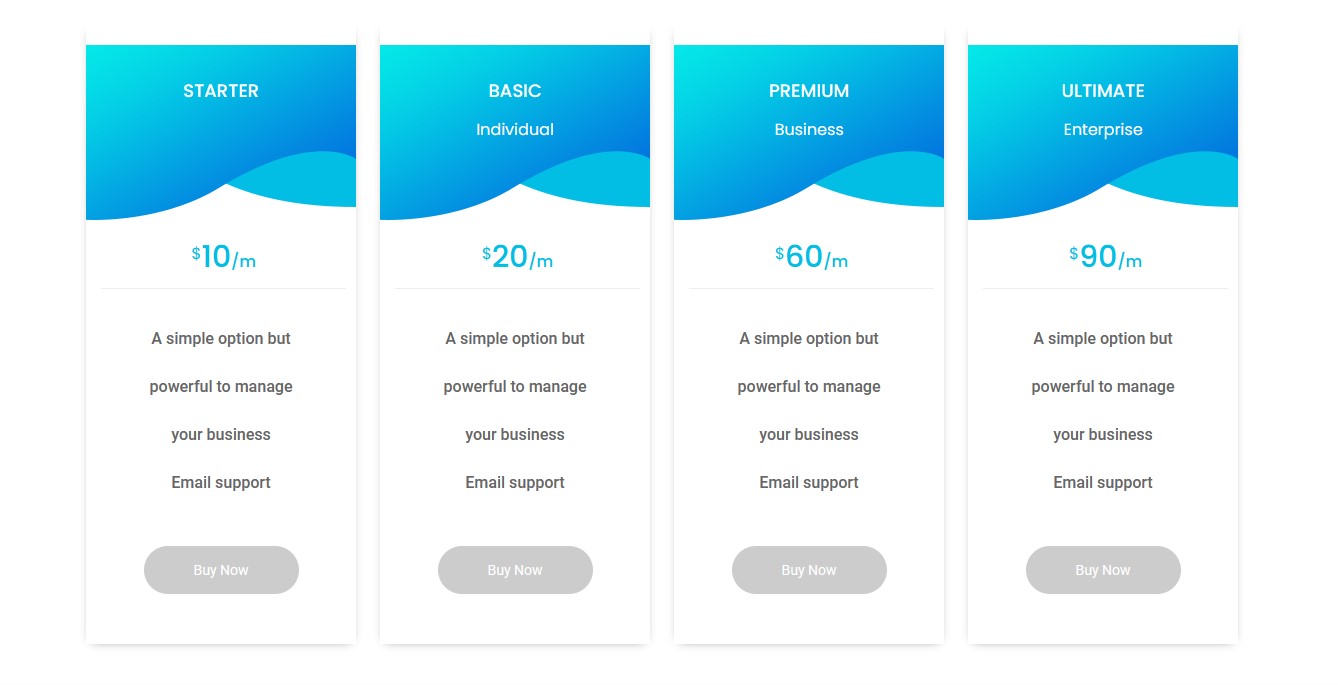 STARTER
$10/m
A simple option but
powerful to manage
your business
Email support
Buy Now
BASIC
Individual
$20/m
A simple option but
powerful to manage
your business
Email support
Buy Now
PREMIUM
Business
$60/m
A simple option but
powerful to manage
your business
Email support
Buy Now
ULTIMATE
Enterprise
$90/m
A simple option but
powerful to manage
your business
Email support
Buy Now